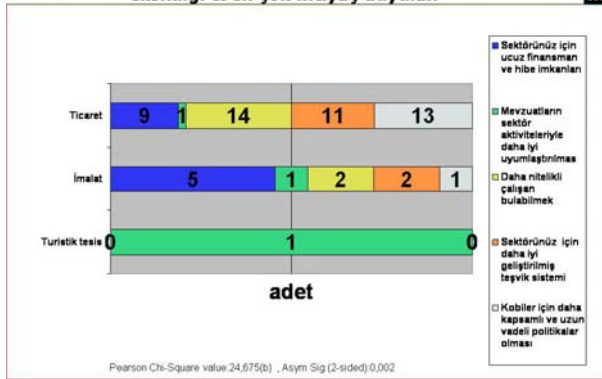 Ticaret
9 1 14 11 13
İmalat
5 1 2 2 1
Turistik tesis
0 1 0
adet
Sektörünüz için
ucuz finansman
ve hibe imkanları
Mevzuatların
sektör
aktiviteleriyle
daha iyi
uyumlaştırılmas
Daha nitelikli
çalışan
bulabilmek
Sektörünüz için
daha iyi
geliştirilmiş
teşvik sistemi
Kobiler için daha
kapsamlı ve uzun
vadeli politikalar
olması
Pearson Chi-Square value:24,675(b) , Asym Sig (2-sided):0,002